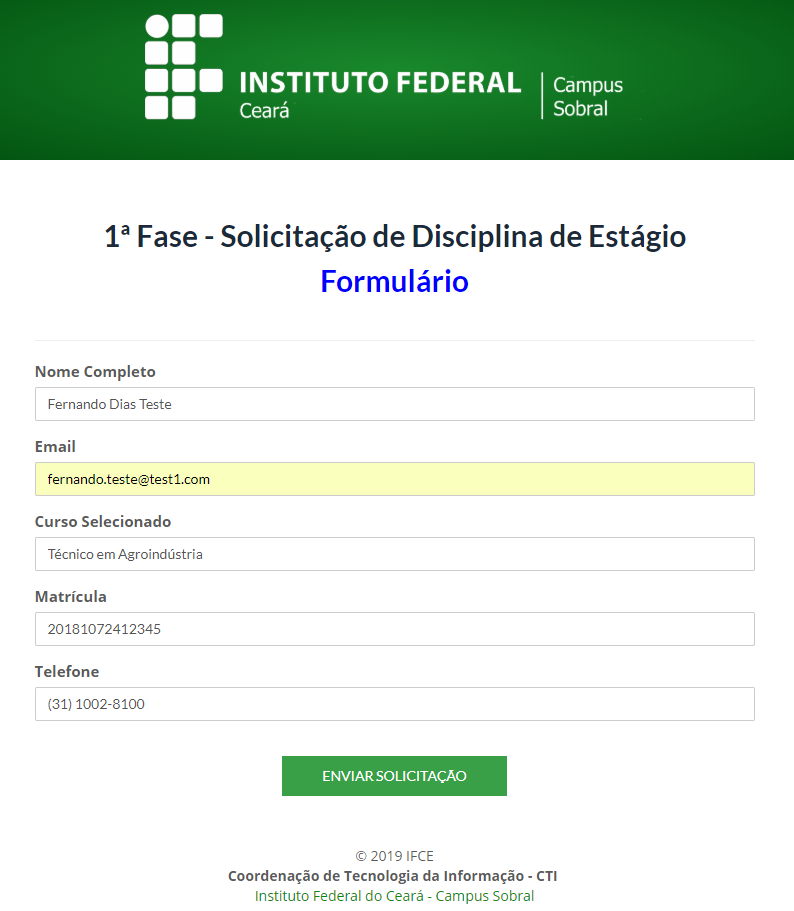 INSTITUTO FEDERAL
Ceará
Campus
Sobral
1ª Fase - Solicitação de Disciplina de Estágio
Formulário
Nome Completo
Fernando Dias Teste
Email
fernando.teste@test1.com
Curso Selecionado
Técnico em Agroindústria
Matrícula
20181072412345
Telefone
(31) 1002-8100
ENVIAR SOLICITAÇÃO
© 2019 IFCE
Coordenação de Tecnologia da Informação - CTI
Instituto Federal do Ceará - Campus Sobral